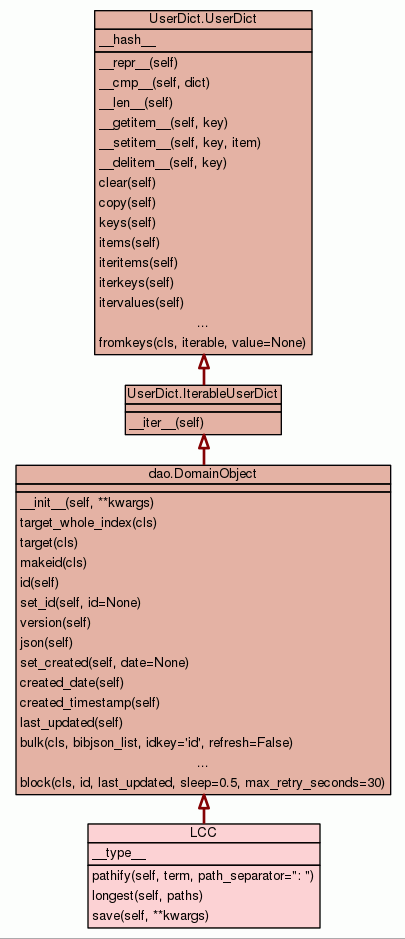 UserDict.UserDict
__hash__
__repr__(self)
__cmp__(self, dict)
__len__(self)
__getitem__(self, key)
__setitem__(self, key, item)
__delitem__(self, key)
clear(self)
copy(self)
keys(self)
items(self)
iteritems(self)
iterkeys(self)
itervalues(self)
...
fromkeys(cls, iterable, value=None)
UserDict.IterableUserDict
__iter__(self)
dao.DomainObject
__init__(self, **kwargs)
target_whole_index(cls)
target(cls)
makeid(cls)
id(self)
set_id(self, id=None)
version(self)
json(self)
set_created(self, date=None)
created_date(self)
created_timestamp(self)
last_updated(self)
bulk(cls, bibjson_list, idkey='id', refresh=False)
...
block(cls, id, last_updated, sleep=0.5, max_retry_seconds=30)
LCC
__type__
pathify(self, term, path_separator=": ")
longest(self, paths)
save(self, **kwargs)